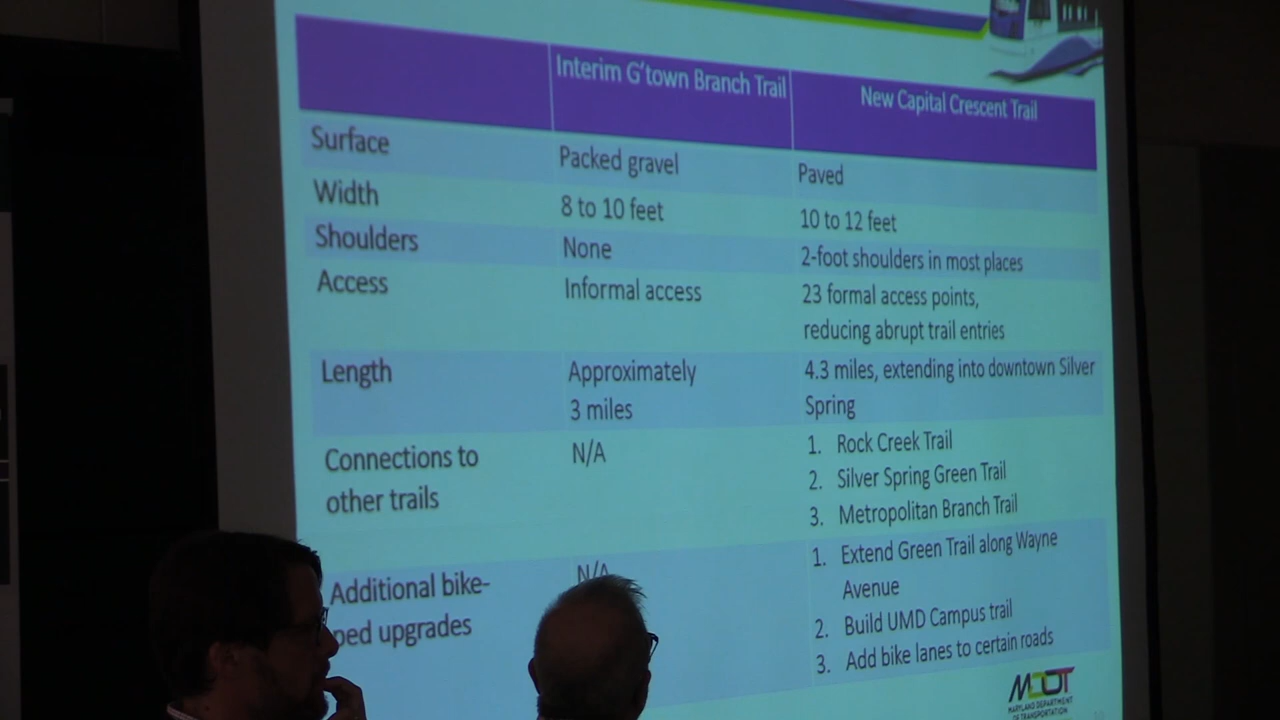 Interim G'town Branch Trail
New Capital Crescent Trail
Surface
Packed gravel
Paved
Width
8 to 10 feet
10 to 12 feet
Shoulders
None
2-foot shoulders in most places
Access
Informal access
23 formal access points,
reducing abrupt trail entries
Length
Approximately
3 miles
4.3 miles, extending into downtown Silver
Spring
Connections to
other trails
N/A
1. Rock Creek Trail
2. Silver Spring Green Trail
3. Metropolitan Branch Trail
Additional bike-
ped upgrades
N/A
1. Extend Green Trail along Wayne
Avenue
2. Build UMD Campus trail
3. Add bike lanes to certain roads
MDOT
MARYLAND DEPARTMENT
OF TRANSPORTATION